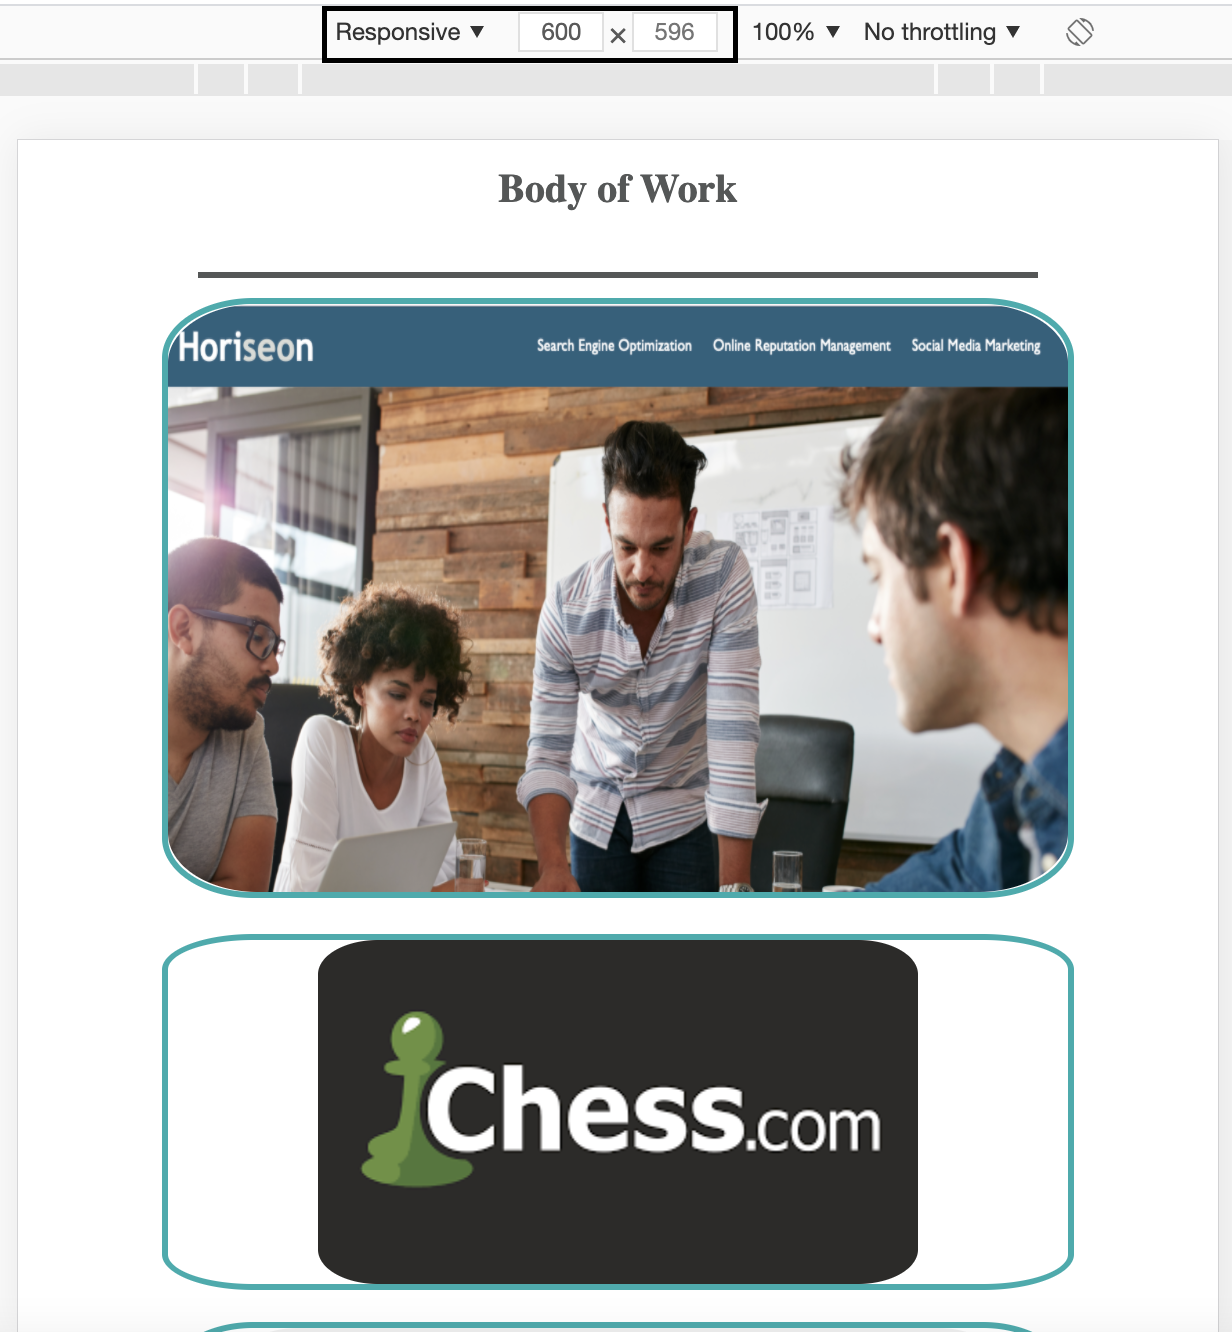 Responsive ▼ 600 × 596 100% ▼ No throttling ▼
Body of Work
Horiseon Search Engine Optimization Online Reputation Management Social Media Marketing
Chess.com